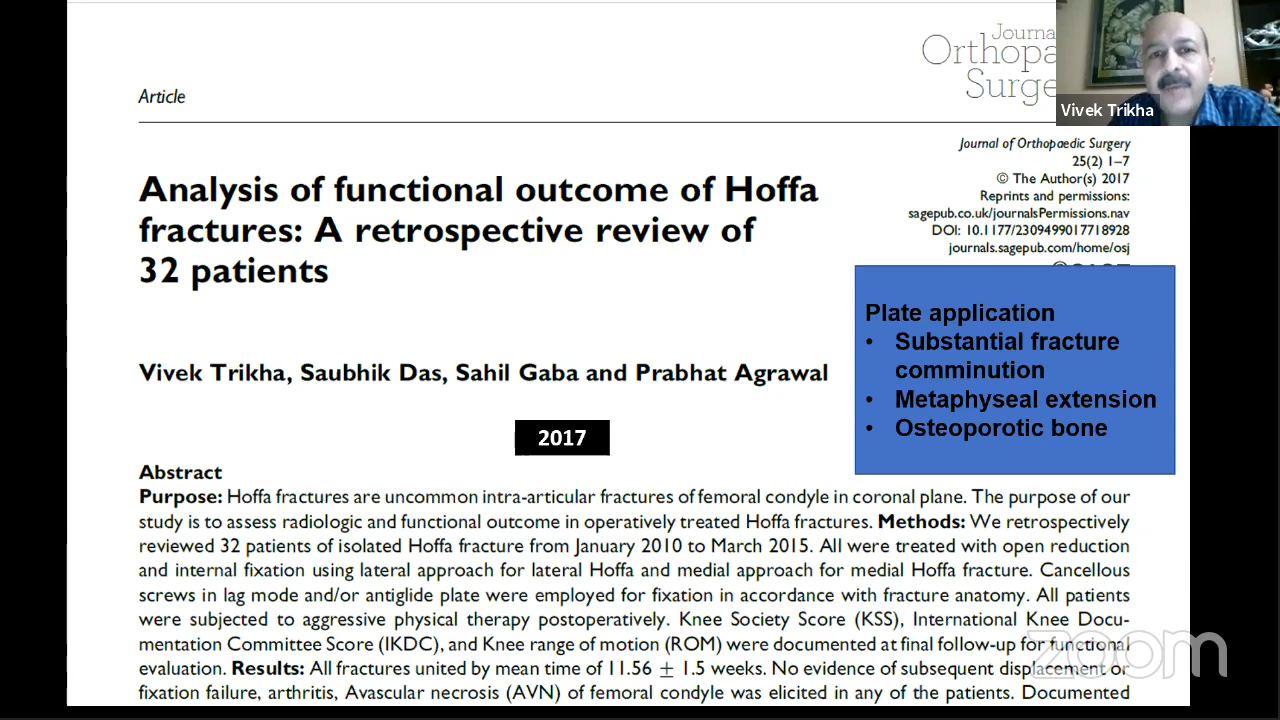 Journa
Orthopa
Surge
Vivek Trikha
Article
Journal of Orthopædic Surgery
25(2) 1–7
© The Author(s) 2017
Reprints and permissions:
sagepub.co.uk/journalsPermissions.nav
DOI: 10.1177/2309499017718928
journals.sagepub.com/home/osj
Analysis of functional outcome of Hoffa
fractures: A retrospective review of
32 patients
Plate application
• Substantial fracture
comminution
• Metaphyseal extension
• Osteoporotic bone
Vivek Trikha, Saubhik Das, Sahil Gaba and Prabhat Agrawal
2017
Abstract
Purpose: Hoffa fractures are uncommon intra-articular fractures of femoral condyle in coronal plane. The purpose of our
study is to assess radiologic and functional outcome in operatively treated Hoffa fractures. Methods: We retrospectively
reviewed 32 patients of isolated Hoffa fracture from January 2010 to March 2015. All were treated with open reduction
and internal fixation using lateral approach for lateral Hoffa and medial approach for medial Hoffa fracture. Cancellous
screws in lag mode and/or antiglide plate were employed for fixation in accordance with fracture anatomy. All patients
were subjected to aggressive physical therapy postoperatively. Knee Society Score (KSS), International Knee Docu-
mentation Committee Score (IKDC), and Knee range of motion (ROM) were documented at final follow-up for functional
evaluation. Results: All fractures united by mean time of 11.56 ± 1.5 weeks. No evidence of subsequent displacement or
fixation failure, arthritis, Avascular necrosis (AVN) of femoral condyle was elicited in any of the patients. Documented
zoom